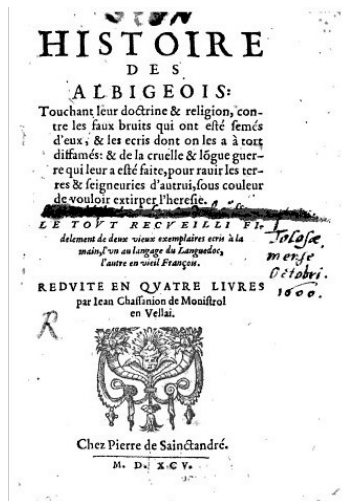 HISTOIRE
DES
ALBIGEOIS:
Touchant leur doctrine & religion, con-
tre les faux bruits qui ont esté semés
d'eux, & les ecris dont on les a à tort
diffamés: & de la cruelle & lõgue guer-
re qui leur a esté faite, pour rauir les ter-
res & seigneuries d'autrui, sous couleur
de vouloir extirper l'heresie.
LE TOVT RECVEILLI FI-
delement de deux vieux exemplaires ecris à la
main, l'vn au langage du Languedoc,
l'autre en vieil François.
Tolosæ
merse
Octobri.
1600.
REDVITE EN QVATRE LIVRES
par Iean Chassanion de Monistrol
en Vellai.
R
Chez Pierre de Sainctandré.
M. D. XCV.